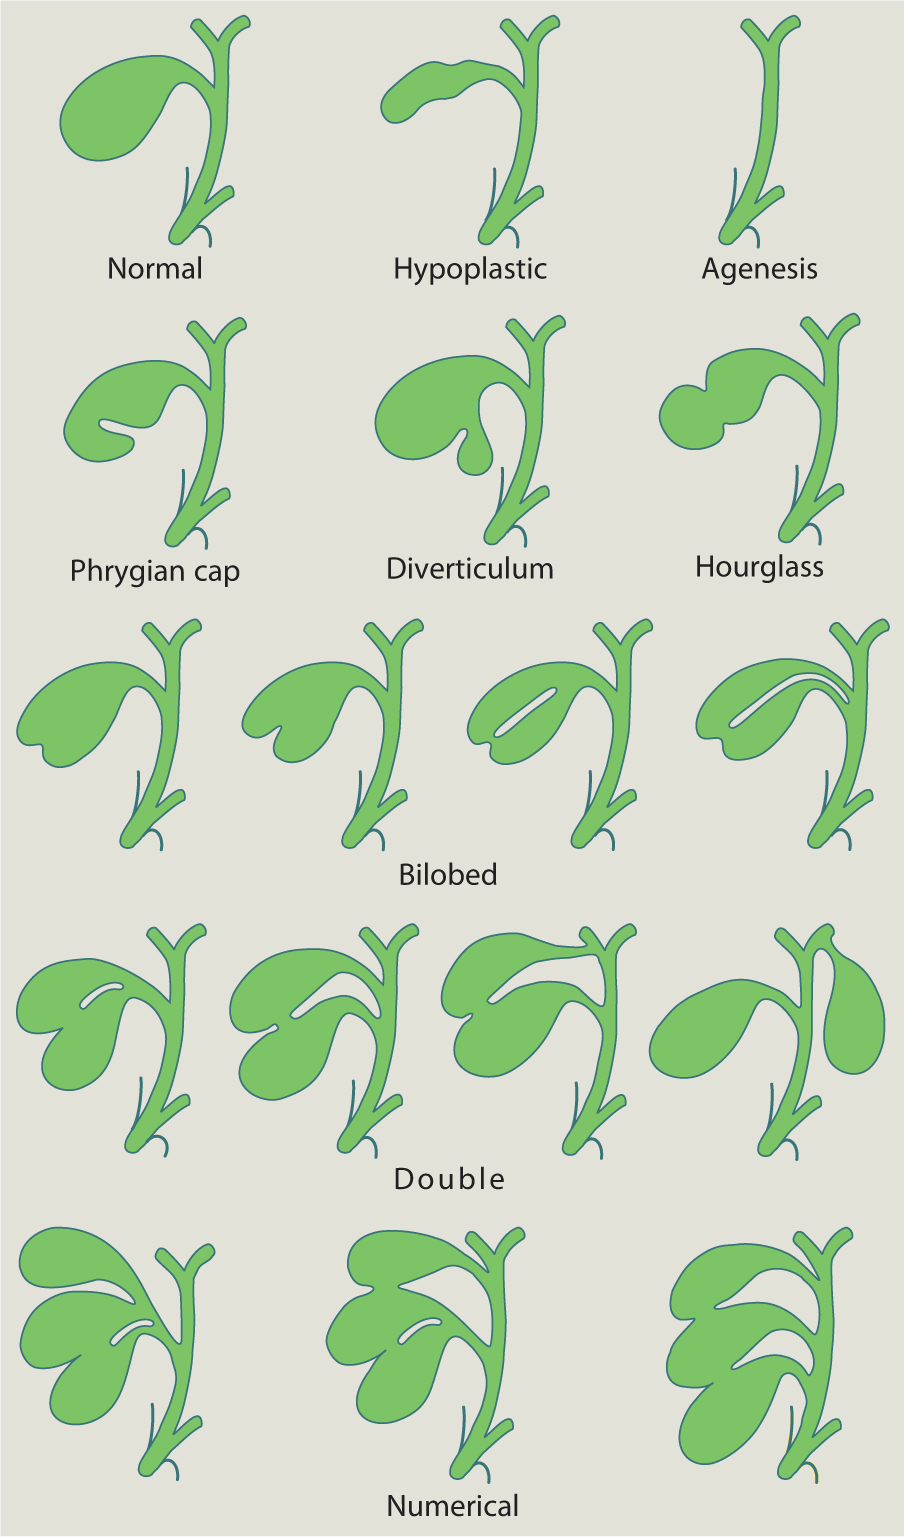 Normal
Hypoplastic
Agenesis
Phrygian cap
Diverticulum
Hourglass
Bilobed
Double
Numerical